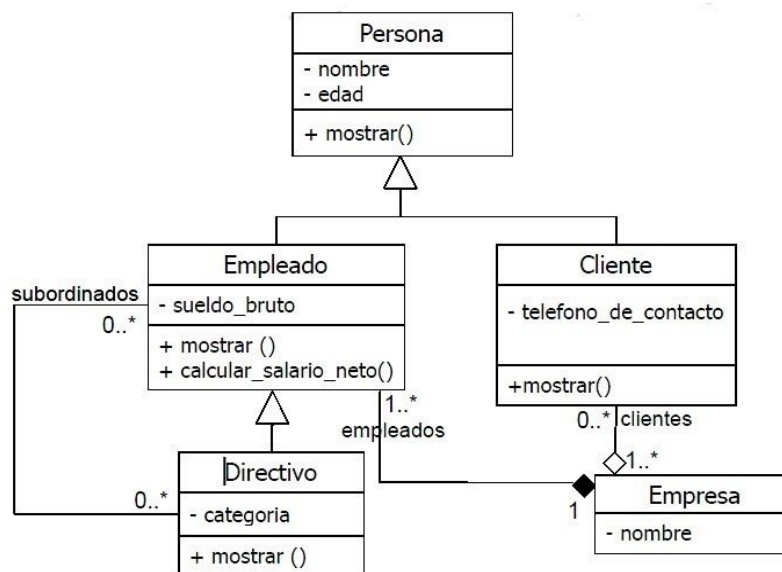 Persona
- nombre
- edad
+ mostrar()
Empleado
- sueldo_bruto
+ mostrar ()
+ calcular_salario_neto()
Cliente
- telefono_de_contacto
+mostrar()
subordinados
0..*
1..*
empleados
0..*
clientes
Directivo
- categoria
+ mostrar ()
0..*
1..*
1
Empresa
- nombre